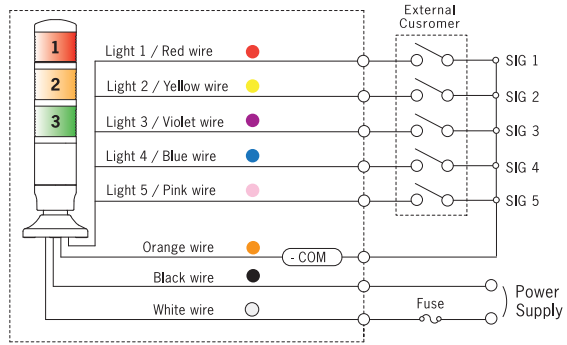 External
Cusromer
1
2
3
Light 1 / Red wire
SIG 1
Light 2 / Yellow wire
SIG 2
Light 3 / Violet wire
SIG 3
Light 4 / Blue wire
SIG 4
Light 5 / Pink wire
SIG 5
Orange wire
- COM
Black wire
White wire
Fuse
Power
Supply